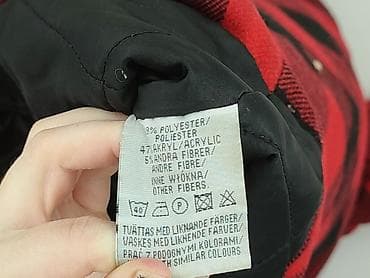 POLYESTER/
POLIESTER
47% AKRYL/ACRYLIC
5% ANDRA FIBRER/
ANDRE FIBRE/
INNE WŁÓKNA/
OTHER FIBERS.
40 P
TVÄTTAS MED LIKNANDE FÄRGER/
VASKES MED LIKNENDE FARVER/
PRAĆ Z PODOBNYMI KOLORAMI/
WITH SIMILAR COLOURS